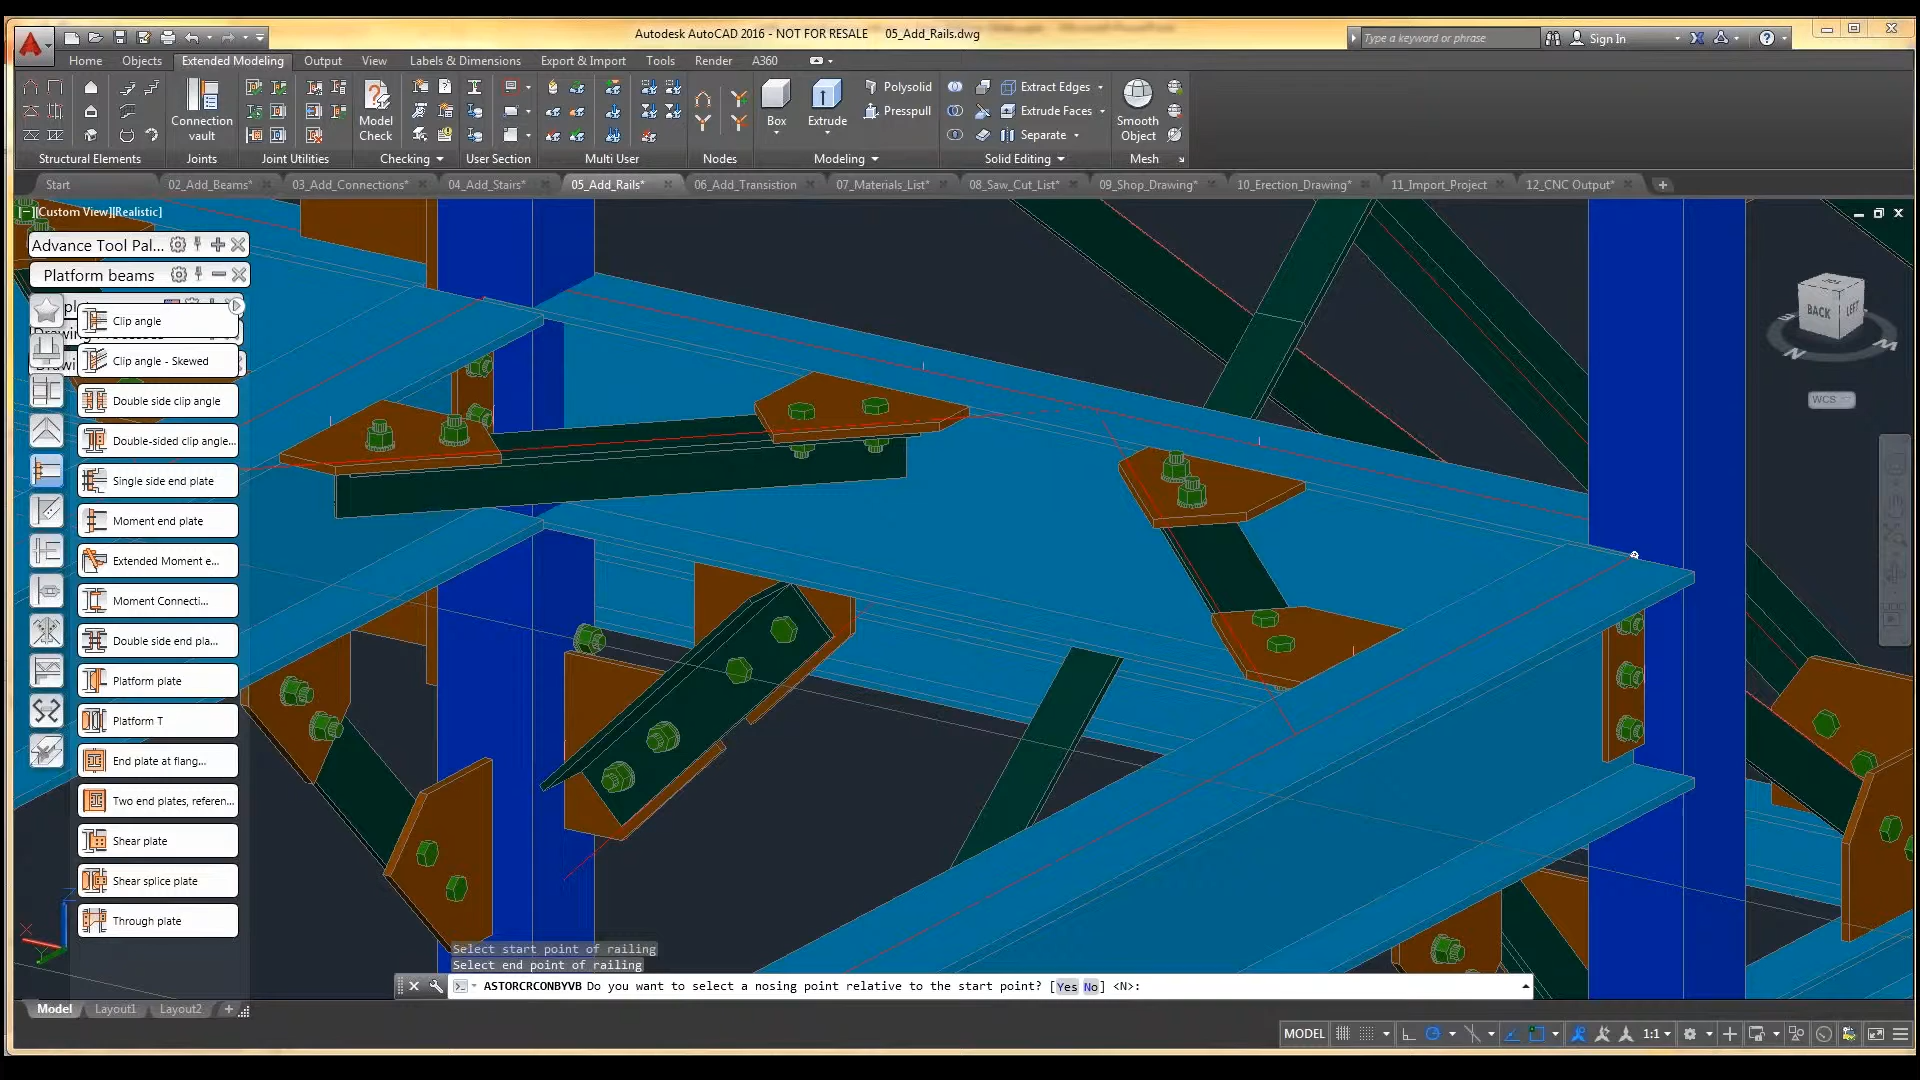 Autodesk AutoCAD 2016 - NOT FOR RESALE 05_Add_Rails.dwg
Type a keyword or phrase
Sign In
Home Objects Extended Modeling Output View Labels & Dimensions Export & Import Tools Render A360
Connection vault
Model Check
Box
Extrude
Polysolid
Presspull
Extract Edges
Extrude Faces
Separate
Smooth Object
Structural Elements Joints Joint Utilities Checking User Section Multi User Nodes Modeling Solid Editing Mesh
Start 02_Add_Beams* 03_Add_Connections* 04_Add_Stairs* 05_Add_Rails* 06_Add_Transistion 07_Materials_List* 08_Saw_Cut_List* 09_Shop_Drawing* 10_Erection_Drawing* 11_Import_Project 12_CNC Output*
[−][Custom View][Realistic]
Advance Tool Pal...
Platform beams
Clip angle
Clip angle - Skewed
Double side clip angle
Double-sided clip angle...
Single side end plate
Moment end plate
Extended Moment e...
Moment Connecti...
Double side end pla...
Platform plate
Platform T
End plate at flang...
Two end plates, referen...
Shear plate
Shear splice plate
Through plate
BACK LEFT
N
WCS
Select start point of railing
Select end point of railing
ASTORCRCONBYVB Do you want to select a nosing point relative to the start point? [Yes No] <N>:
Model Layout1 Layout2
MODEL 1:1